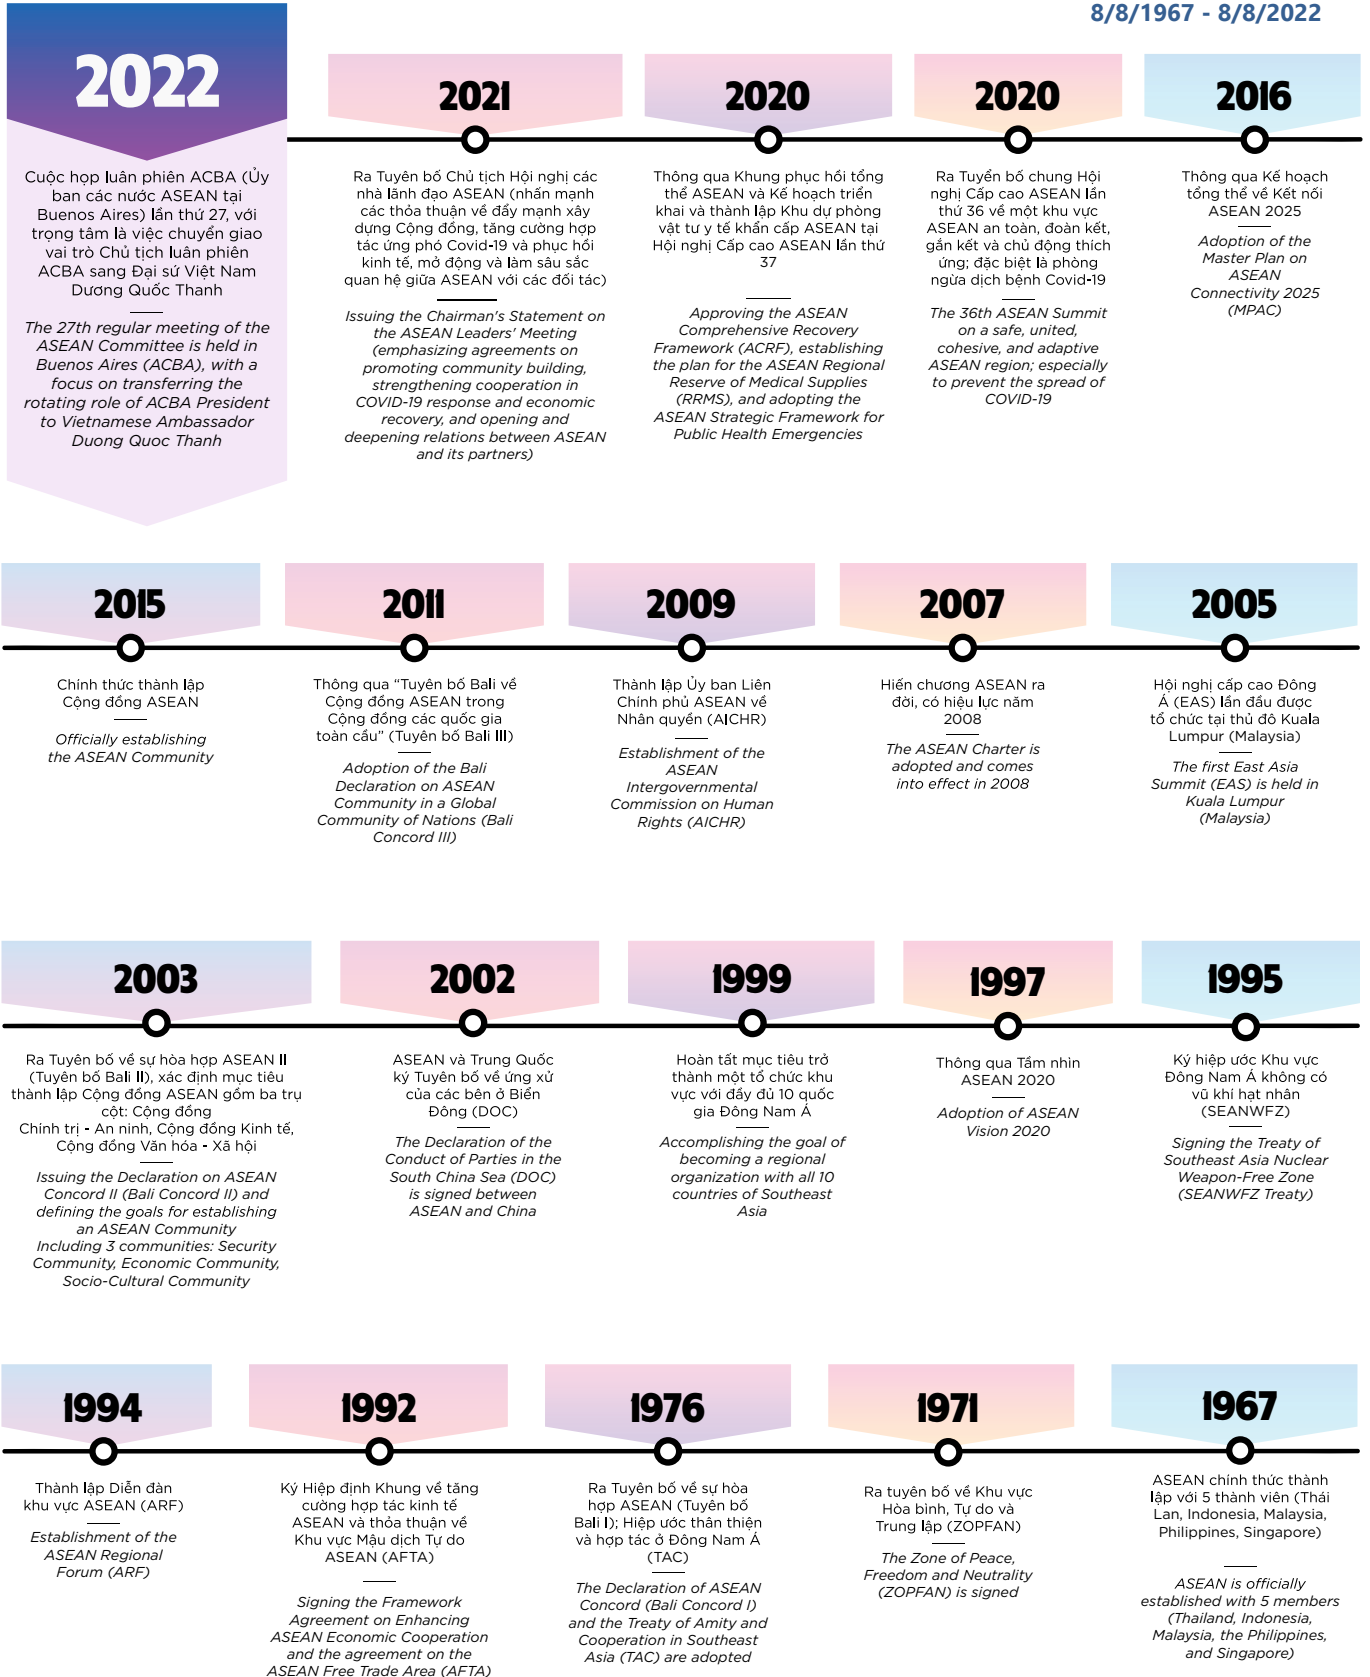 8/8/1967 - 8/8/2022
2022
Cuộc họp luân phiên ACBA (Ủy
ban các nước ASEAN tại
Buenos Aires) lần thứ 27, với
trọng tâm là việc chuyển giao
vai trò Chủ tịch luân phiên
ACBA sang Đại sứ Việt Nam
Dương Quốc Thanh
The 27th regular meeting of the
ASEAN Committee is held in
Buenos Aires (ACBA), with a
focus on transferring the
rotating role of ACBA President
to Vietnamese Ambassador
Duong Quoc Thanh
2021
Ra Tuyên bố Chủ tịch Hội nghị các
nhà lãnh đạo ASEAN (nhấn mạnh
các thỏa thuận về đẩy mạnh xây
dựng Cộng đồng, tăng cường hợp
tác ứng phó Covid-19 và phục hồi
kinh tế, mở động và làm sâu sắc
quan hệ giữa ASEAN với các đối tác)
Issuing the Chairman's Statement on
the ASEAN Leaders' Meeting
(emphasizing agreements on
promoting community building,
strengthening cooperation in
COVID-19 response and economic
recovery, and opening and
deepening relations between ASEAN
and its partners)
2020
Thông qua Khung phục hồi tổng
thể ASEAN và Kế hoạch triển
khai và thành lập Khu dự phòng
vật tư y tế khẩn cấp ASEAN tại
Hội nghị Cấp cao ASEAN lần thứ
37
Approving the ASEAN
Comprehensive Recovery
Framework (ACRF), establishing
the plan for the ASEAN Regional
Reserve of Medical Supplies
(RRMS), and adopting the
ASEAN Strategic Framework for
Public Health Emergencies
2020
Ra Tuyển bố chung Hội
nghị Cấp cao ASEAN lần
thứ 36 về một khu vực
ASEAN an toàn, đoàn kết,
gắn kết và chủ động thích
ứng; đặc biệt là phòng
ngừa dịch bệnh Covid-19
The 36th ASEAN Summit
on a safe, united,
cohesive, and adaptive
ASEAN region; especially
to prevent the spread of
COVID-19
2016
Thông qua Kế hoạch
tổng thể về Kết nối
ASEAN 2025
Adoption of the
Master Plan on
ASEAN
Connectivity 2025
(MPAC)
2015
Chính thức thành lập
Cộng đồng ASEAN
Officially establishing
the ASEAN Community
2011
Thông qua “Tuyên bố Bali về
Cộng đồng ASEAN trong
Cộng đồng các quốc gia
toàn cầu” (Tuyên bố Bali III)
Adoption of the Bali
Declaration on ASEAN
Community in a Global
Community of Nations (Bali
Concord III)
2009
Thành lập Ủy ban Liên
Chính phủ ASEAN về
Nhân quyền (AICHR)
Establishment of the
ASEAN
Intergovernmental
Commission on Human
Rights (AICHR)
2007
Hiến chương ASEAN ra
đời, có hiệu lực năm
2008
The ASEAN Charter is
adopted and comes
into effect in 2008
2005
Hội nghị cấp cao Đông
Á (EAS) lần đầu được
tổ chức tại thủ đô Kuala
Lumpur (Malaysia)
The first East Asia
Summit (EAS) is held in
Kuala Lumpur
(Malaysia)
2003
Ra Tuyên bố về sự hòa hợp ASEAN II
(Tuyên bố Bali II), xác định mục tiêu
thành lập Cộng đồng ASEAN gồm ba trụ
cột: Cộng đồng
Chính trị - An ninh, Cộng đồng Kinh tế,
Cộng đồng Văn hóa - Xã hội
Issuing the Declaration on ASEAN
Concord II (Bali Concord II) and
defining the goals for establishing
an ASEAN Community
Including 3 communities: Security
Community, Economic Community,
Socio-Cultural Community
2002
ASEAN và Trung Quốc
ký Tuyên bố về ứng xử
của các bên ở Biển
Đông (DOC)
The Declaration of the
Conduct of Parties in the
South China Sea (DOC)
is signed between
ASEAN and China
1999
Hoàn tất mục tiêu trở
thành một tổ chức khu
vực với đầy đủ 10 quốc
gia Đông Nam Á
Accomplishing the goal of
becoming a regional
organization with all 10
countries of Southeast
Asia
1997
Thông qua Tầm nhìn
ASEAN 2020
Adoption of ASEAN
Vision 2020
1995
Ký hiệp ước Khu vực
Đông Nam Á không có
vũ khí hạt nhân
(SEANWFZ)
Signing the Treaty of
Southeast Asia Nuclear
Weapon-Free Zone
(SEANWFZ Treaty)
1994
Thành lập Diễn đàn
khu vực ASEAN (ARF)
Establishment of the
ASEAN Regional
Forum (ARF)
1992
Ký Hiệp định Khung về tăng
cường hợp tác kinh tế
ASEAN và thỏa thuận về
Khu vực Mậu dịch Tự do
ASEAN (AFTA)
Signing the Framework
Agreement on Enhancing
ASEAN Economic Cooperation
and the agreement on the
ASEAN Free Trade Area (AFTA)
1976
Ra Tuyên bố về sự hòa
hợp ASEAN (Tuyên bố
Bali I); Hiệp ước thân thiện
và hợp tác ở Đông Nam Á
(TAC)
The Declaration of ASEAN
Concord (Bali Concord I)
and the Treaty of Amity and
Cooperation in Southeast
Asia (TAC) are adopted
1971
Ra tuyên bố về Khu vực
Hòa bình, Tự do và
Trung lập (ZOPFAN)
The Zone of Peace,
Freedom and Neutrality
(ZOPFAN) is signed
1967
ASEAN chính thức thành
lập với 5 thành viên (Thái
Lan, Indonesia, Malaysia,
Philippines, Singapore)
ASEAN is officially
established with 5 members
(Thailand, Indonesia,
Malaysia, the Philippines,
and Singapore)